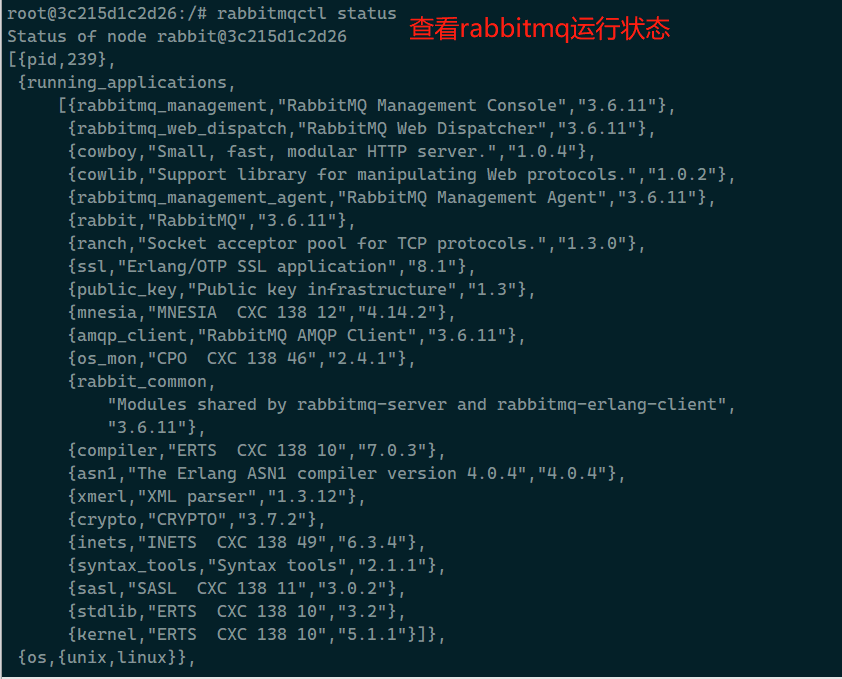 root@3c215d1c2d26:/# rabbitmqctl status
查看rabbitmq运行状态
Status of node rabbit@3c215d1c2d26
[{pid,239},
 {running_applications,
     [{rabbitmq_management,"RabbitMQ Management Console","3.6.11"},
      {rabbitmq_web_dispatch,"RabbitMQ Web Dispatcher","3.6.11"},
      {cowboy,"Small, fast, modular HTTP server.","1.0.4"},
      {cowlib,"Support library for manipulating Web protocols.","1.0.2"},
      {rabbitmq_management_agent,"RabbitMQ Management Agent","3.6.11"},
      {rabbit,"RabbitMQ","3.6.11"},
      {ranch,"Socket acceptor pool for TCP protocols.","1.3.0"},
      {ssl,"Erlang/OTP SSL application","8.1"},
      {public_key,"Public key infrastructure","1.3"},
      {mnesia,"MNESIA  CXC 138 12","4.14.2"},
      {amqp_client,"RabbitMQ AMQP Client","3.6.11"},
      {os_mon,"CPO  CXC 138 46","2.4.1"},
      {rabbit_common,
          "Modules shared by rabbitmq-server and rabbitmq-erlang-client",
          "3.6.11"},
      {compiler,"ERTS  CXC 138 10","7.0.3"},
      {asn1,"The Erlang ASN1 compiler version 4.0.4","4.0.4"},
      {xmerl,"XML parser","1.3.12"},
      {crypto,"CRYPTO","3.7.2"},
      {inets,"INETS  CXC 138 49","6.3.4"},
      {syntax_tools,"Syntax tools","2.1.1"},
      {sasl,"SASL  CXC 138 11","3.0.2"},
      {stdlib,"ERTS  CXC 138 10","3.2"},
      {kernel,"ERTS  CXC 138 10","5.1.1"}]},
 {os,{unix,linux}},